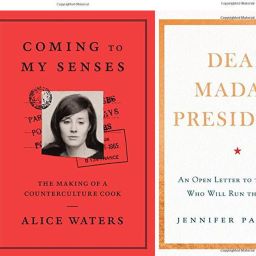 COMING TO
MY SENSES
THE MAKING OF A
COUNTERCULTURE COOK
ALICE WATERS
DEA
MADA
PRESID
AN OPEN LETTER TO
WHO WILL RUN TH
JENNIFER PA